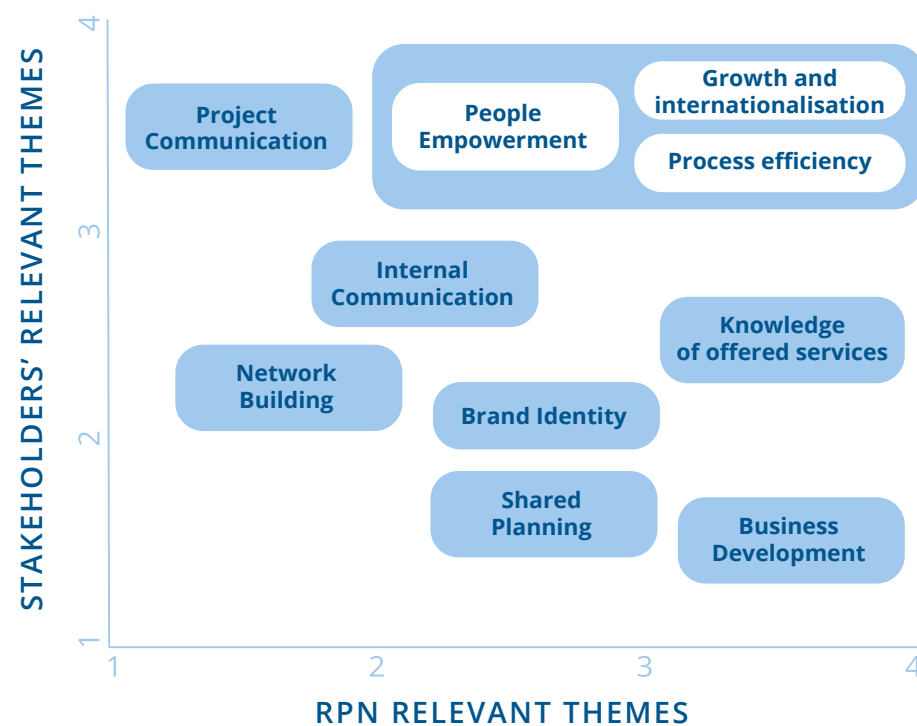 STAKEHOLDERS’ RELEVANT THEMES
4
3
2
1
Project
Communication
People
Empowerment
Growth and
internationalisation
Process efficiency
Internal
Communication
Knowledge
of offered services
Network
Building
Brand Identity
Shared
Planning
Business
Development
1
2
3
4
RPN RELEVANT THEMES